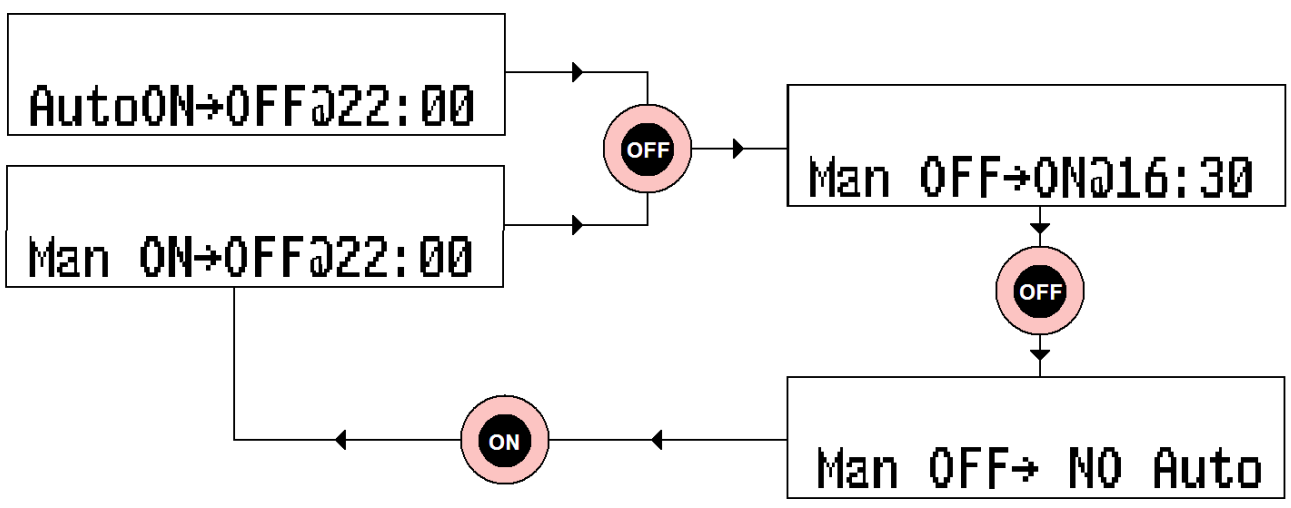 AutoON→OFF@22:00
OFF
Man OFF→ON@16:30
Man ON→OFF@22:00
OFF
ON
Man OFF→ NO Auto